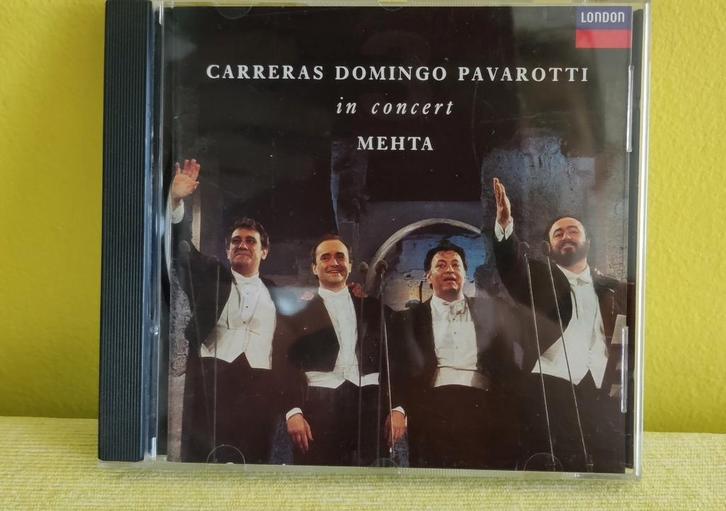 LONDON
CARRERAS DOMINGO PAVAROTTI
in concert
MEHTA